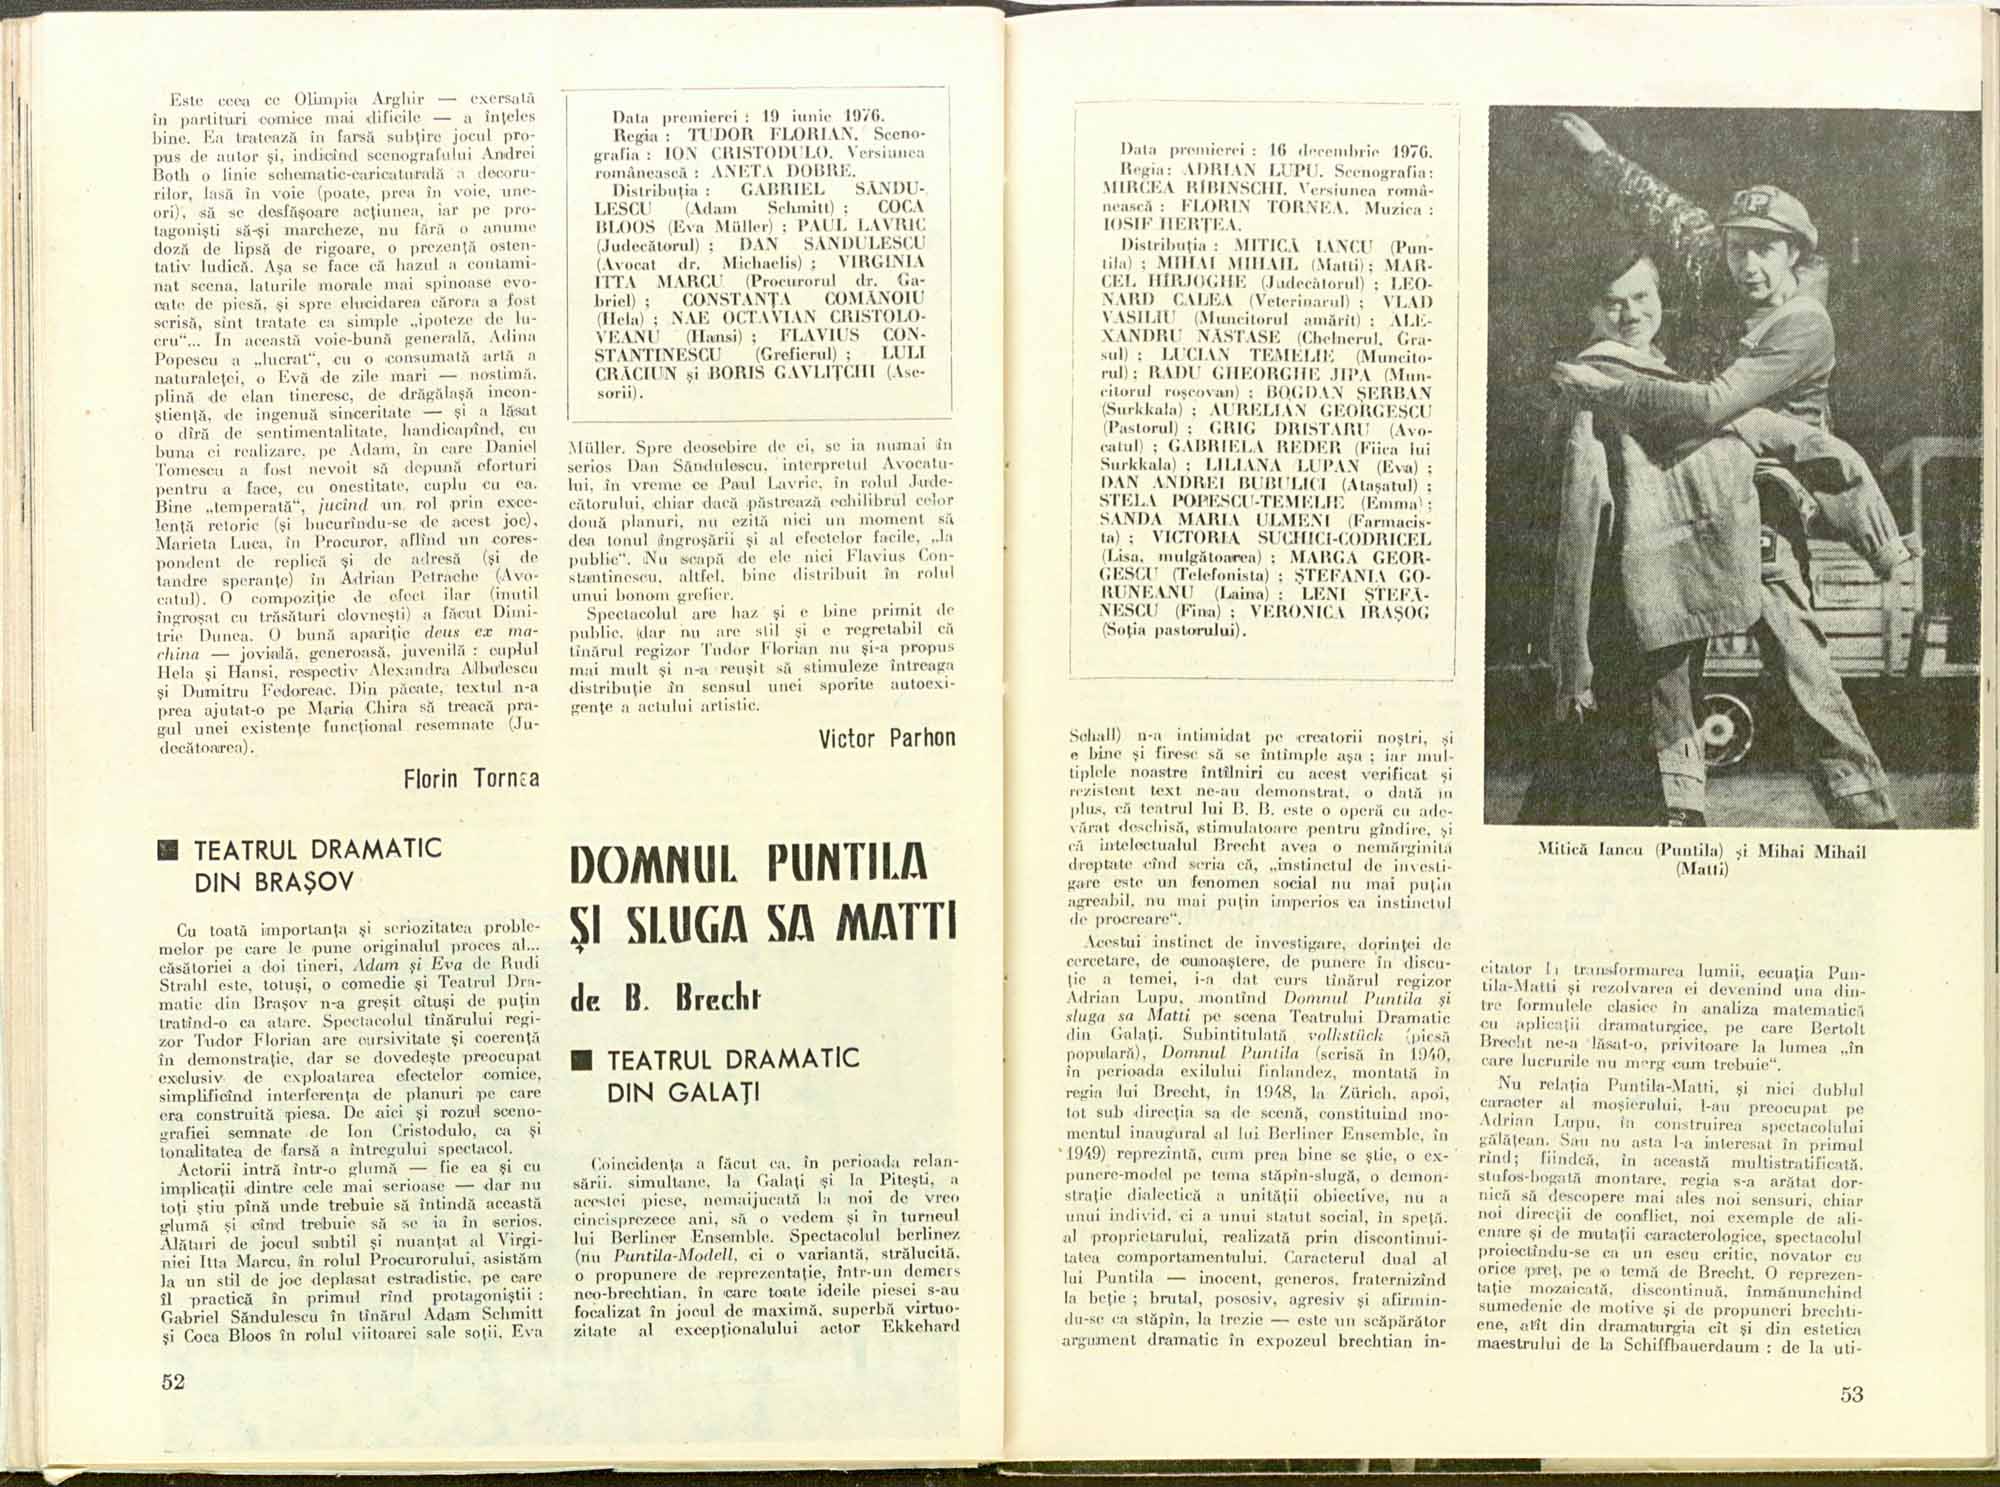 Este ceea ce Olimpia Arghir — exersată
în partituri comice mai dificile — a înțeles
bine. Ea tratează în farsă subțire jocul pro-
pus de autor și, indicînd scenografului Andrei
Both o linie schematic-caricaturală a decoru-
rilor, lasă în voie (poate, prea în voie, une-
ori), să se desfășoare acțiunea, iar pe pro-
tagoniști să-și marcheze, nu fără o anume
doză de lipsă de rigoare, o prezență osten-
tativ ludică. Așa se face că hazul a contami-
nat scena, laturile morale mai spinoase evo-
cate de piesă, și spre elucidarea cărora a fost
scrisă, sînt tratate ca simple „ipoteze de lu-
cru“... În această voie-bună generală, Adina
Popescu a „lucrat“, cu o consumată artă a
naturaleței, o Evă de zile mari — nostimă,
plină de elan tineresc, de drăgălașă incon-
știență, de ingenuă sinceritate — și a lăsat
o dîră de sentimentalitate, handicapînd, cu
buna ei realizare, pe Adam, în care Daniel
Tomescu a fost nevoit să depună eforturi
pentru a face, cu onestitate, cuplu cu ea.
Bine „temperată“, jucînd un rol prin exce-
lență retoric (și bucurîndu-se de acest joc),
Marieta Luca, în Procuror, aflînd un cores-
pondent de replică și de adresă (și de
tandre speranțe) în Adrian Petrache (Avo-
catul). O compoziție de efect ilar (inutil
îngroșat cu trăsături clovnești) a făcut Dimi-
trie Dunca. O bună apariție deus ex ma-
china — jovială, generoasă, juvenilă : cuplul
Hela și Hansi, respectiv Alexandra Albulescu
și Dumitru Fedoreac. Din păcate, textul n-a
prea ajutat-o pe Maria Chira să treacă pra-
gul unei existențe funcțional resemnate (Ju-
decătoarea).
Florin Tornea
■ TEATRUL DRAMATIC
DIN BRAȘOV
Cu toată importanța și seriozitatea proble-
melor pe care le pune originalul proces al...
căsătoriei a doi tineri, Adam și Eva de Rudi
Strahl este, totuși, o comedie și Teatrul Dra-
matic din Brașov n-a greșit cîtuși de puțin
tratînd-o ca atare. Spectacolul tînărului regi-
zor Tudor Florian are cursivitate și coerență
în demonstrație, dar se dovedește preocupat
exclusiv de exploatarea efectelor comice,
simplificînd interferența de planuri pe care
era construită piesa. De aici și rozul sceno-
grafiei semnate de Ion Cristodulo, ca și
tonalitatea de farsă a întregului spectacol.
Actorii intră într-o glumă — fie ea și cu
implicații dintre cele mai serioase — dar nu
toți știu pînă unde trebuie să întindă această
glumă și cînd trebuie să se ia în serios.
Alături de jocul subtil și nuanțat al Virgi-
niei Itta Marcu, în rolul Procurorului, asistăm
la un stil de joc deplasat estradistic, pe care
îl practică în primul rînd protagoniștii :
Gabriel Săndulescu în tînărul Adam Schmitt
și Coca Bloos în rolul viitoarei sale soții, Eva
52
Data premierei : 19 iunie 1976.
Regia : TUDOR FLORIAN. Sceno-
grafia : ION CRISTODULO. Versiunea
românească : ANETA DOBRE.
Distribuția : GABRIEL SĂNDU-
LESCU (Adam Schmitt) ; COCA
BLOOS (Eva Müller) ; PAUL LAVRIC
(Judecătorul) ; DAN SĂNDULESCU
(Avocat dr. Michaelis) ; VIRGINIA
ITTA MARCU (Procurorul dr. Ga-
briel) ; CONSTANȚA COMĂNOIU
(Hela) ; NAE OCTAVIAN CRISTOLO-
VEANU (Hansi) ; FLAVIUS CON-
STANTINESCU (Grefierul) ; LULI
CRĂCIUN și BORIS GAVLIȚCHI (Ase-
sorii).
Müller. Spre deosebire de ei, se ia numai în
serios Dan Săndulescu, interpretul Avocatu-
lui, în vreme ce Paul Lavric, în rolul Jude-
cătorului, chiar dacă păstrează echilibrul celor
două planuri, nu ezită nici un moment să
dea tonul îngroșării și al efectelor facile, „la
public“. Nu scapă de ele nici Flavius Con-
stantinescu, altfel, bine distribuit în rolul
unui bonom grefier.
Spectacolul are haz și e bine primit de
public, dar nu are stil și e regretabil că
tînărul regizor Tudor Florian nu și-a propus
mai mult și n-a reușit să stimuleze întreaga
distribuție în sensul unei sporite autoexi-
gențe a actului artistic.
Victor Parhon
DOMNUL PUNTILA
ȘI SLUGA SA MATTI
de B. Brecht
■ TEATRUL DRAMATIC
DIN GALAȚI
Coincidența a făcut ca, în perioada relan-
sării, simultane, la Galați și la Pitești, a
acestei piese, nemaijucată la noi de vreo
cincisprezece ani, să o vedem și în turneul
lui Berliner Ensemble. Spectacolul berlinez
(nu Puntila-Modell, ci o variantă, strălucită,
o propunere de reprezentație, într-un demers
neo-brechtian, în care toate ideile piesei s-au
focalizat în jocul de maximă, superbă virtuo-
zitate al excepționalului actor Ekkehard
Data premierei : 16 decembrie 1976.
Regia: ADRIAN LUPU. Scenografia:
MIRCEA RÎBINSCHI. Versiunea româ-
nească : FLORIN TORNEA. Muzica :
IOSIF HERȚEA.
Distribuția : MITICĂ IANCU (Pun-
tila) ; MIHAI MIHAIL (Matti) ; MAR-
CEL HÎRJOGHE (Judecătorul) ; LEO-
NARD CALEA (Veterinarul) ; VLAD
VASILIU (Muncitorul amărît) ; ALE-
XANDRU NĂSTASE (Chelnerul, Gra-
sul) ; LUCIAN TEMELIE (Muncito-
rul) ; RADU GHEORGHE JIPA (Mun-
citorul roșcovan) ; BOGDAN ȘERBAN
(Surkkala) ; AURELIAN GEORGESCU
(Pastorul) ; GRIG DRISTARU (Avo-
catul) ; GABRIELA REDER (Fiica lui
Surkkala) ; LILIANA LUPAN (Eva) ;
DAN ANDREI BUBULICI (Atașatul) ;
STELA POPESCU-TEMELIE (Emma) ;
SANDA MARIA ULMENI (Farmacis-
ta) ; VICTORIA SUCHICI-CODRICEL
(Lisa, mulgătoarea) ; MARGA GEOR-
GESCU (Telefonista) ; ȘTEFANIA GO-
RUNEANU (Laina) ; LENI ȘTEFĂ-
NESCU (Fina) ; VERONICA IRAȘOG
(Soția pastorului).
Schall) n-a intimidat pe creatorii noștri, și
e bine și firesc să se întîmple așa ; iar mul-
tiplele noastre întîlniri cu acest verificat și
rezistent text ne-au demonstrat, o dată în
plus, că teatrul lui B. B. este o operă cu ade-
vărat deschisă, stimulatoare pentru gîndire, și
că intelectualul Brecht avea o nemărginită
dreptate cînd scria că, „instinctul de investi-
gare este un fenomen social nu mai puțin
agreabil, nu mai puțin imperios ca instinctul
de procreare“.
Acestui instinct de investigare, dorinței de
cercetare, de cunoaștere, de punere în discu-
ție a temei, i-a dat curs tînărul regizor
Adrian Lupu, montînd Domnul Puntila și
sluga sa Matti pe scena Teatrului Dramatic
din Galați. Subintitulată volkstück (piesă
populară), Domnul Puntila (scrisă în 1940,
în perioada exilului finlandez, montată în
regia lui Brecht, în 1948, la Zürich, apoi,
tot sub direcția sa de scenă, constituind mo-
mentul inaugural al lui Berliner Ensemble, în
1949) reprezintă, cum prea bine se știe, o ex-
punere-model pe tema stăpîn-slugă, o demon-
strație dialectică a unității obiective, nu a
unui individ, ci a unui statut social, în speță,
al proprietarului, realizată prin discontinui-
tatea comportamentului. Caracterul dual al
lui Puntila — inocent, generos, fraternizînd
la beție ; brutal, posesiv, agresiv și afirmin-
du-se ca stăpîn, la trezie — este un scăpărător
argument dramatic în expozeul brechtian in-
P
Mitică Iancu (Puntila) și Mihai Mihail
(Matti)
citator la transformarea lumii, ecuația Pun-
tila-Matti și rezolvarea ei devenind una din-
tre formulele clasice în analiza matematică
cu aplicații dramaturgice, pe care Bertolt
Brecht ne-a lăsat-o, privitoare la lumea „în
care lucrurile nu merg cum trebuie“.
Nu relația Puntila-Matti, și nici dublul
caracter al moșierului, l-au preocupat pe
Adrian Lupu, în construirea spectacolului
gălățean. Sau nu asta l-a interesat în primul
rînd; fiindcă, în această multistratificată,
stufos-bogată montare, regia s-a arătat dor-
nică să descopere mai ales noi sensuri, chiar
noi direcții de conflict, noi exemple de ali-
enare și de mutații caracterologice, spectacolul
proiectîndu-se ca un eseu critic, novator cu
orice preț, pe o temă de Brecht. O reprezen-
tație mozaicată, discontinuă, înmănunchind
sumedenie de motive și de propuneri brechti-
ene, atît din dramaturgia cît și din estetica
maestrului de la Schiffbauerdaum : de la uti-
53